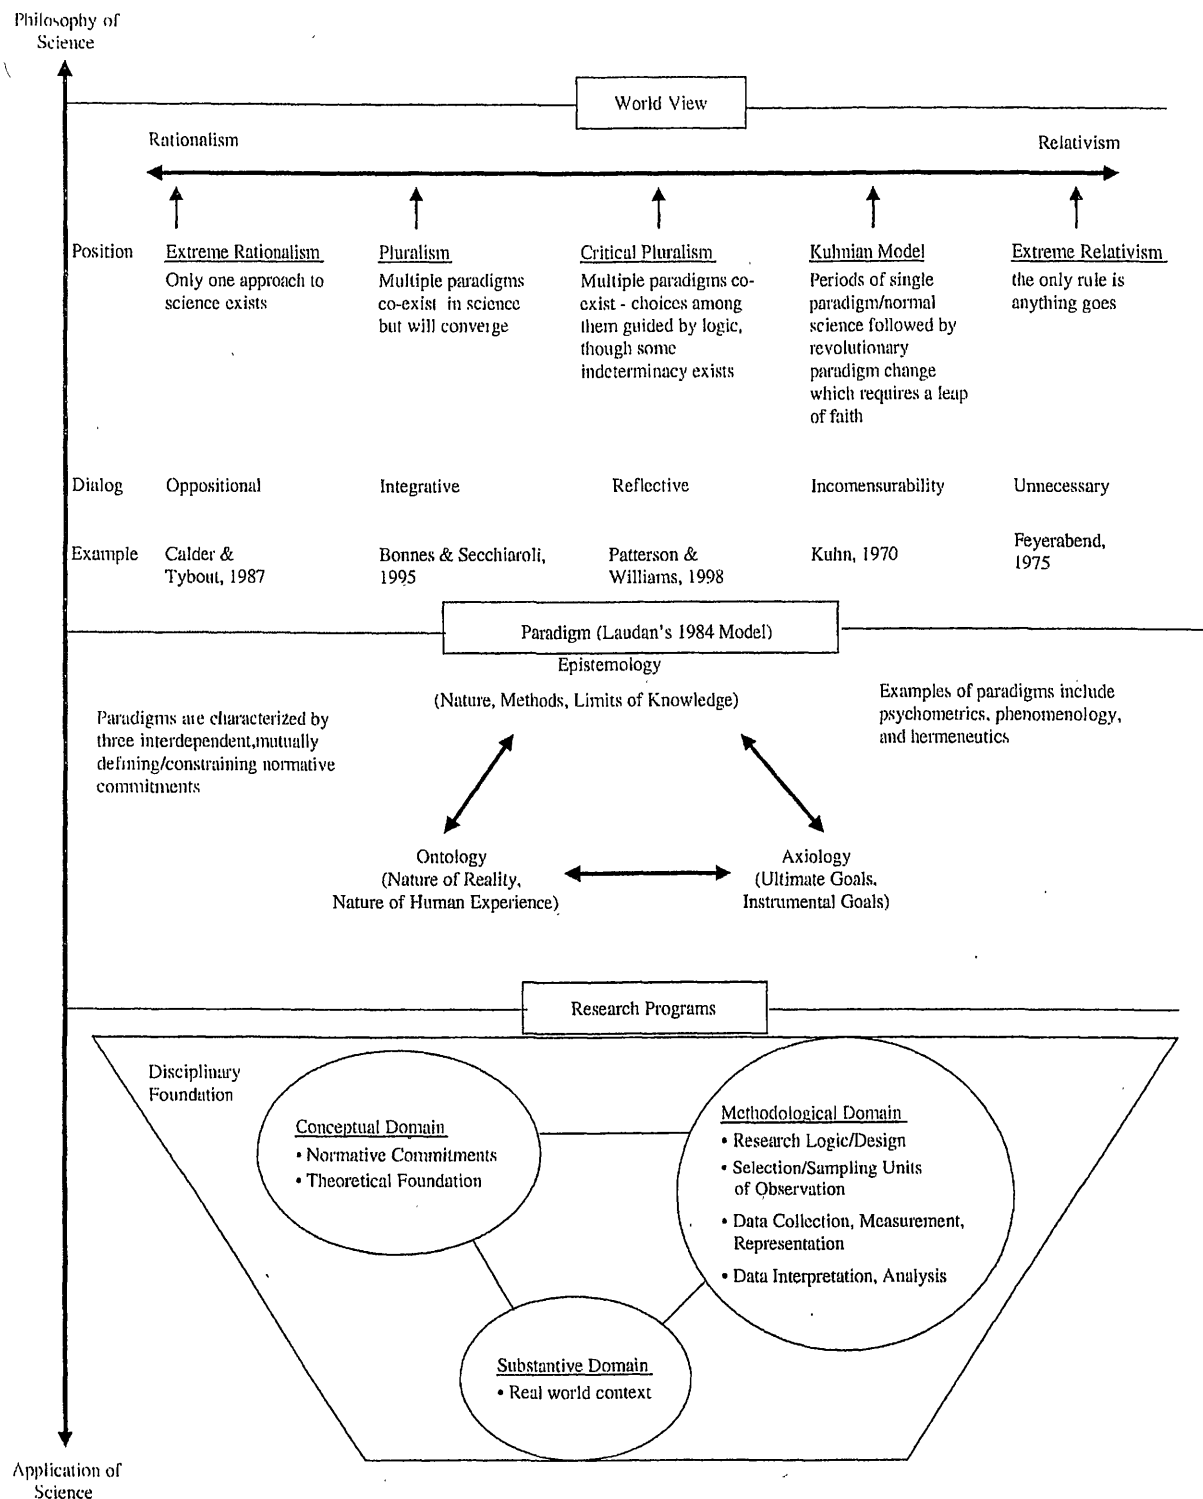 Philosophy of
Science
World View
Rationalism
Relativism
Position
Extreme Rationalism
Only one approach to
science exists
Pluralism
Multiple paradigms
co-exist in science
but will converge
Critical Pluralism
Multiple paradigms co-
exist - choices among
them guided by logic,
though some
indeterminacy exists
Kuhnian Model
Periods of single
paradigm/normal
science followed by
revolutionary
paradigm change
which requires a leap
of faith
Extreme Relativism
the only rule is
anything goes
Dialog
Oppositional
Integrative
Reflective
Incomensurability
Unnecessary
Example
Calder &
Tybout, 1987
Bonnes & Secchiaroli,
1995
Patterson &
Williams, 1998
Kuhn, 1970
Feyerabend,
1975
Paradigm (Laudan's 1984 Model)
Epistemology
(Nature, Methods, Limits of Knowledge)
Paradigms are characterized by
three interdependent,mutually
defining/constraining normative
commitments
Examples of paradigms include
psychometrics, phenomenology,
and hermeneutics
Ontology
(Nature of Reality,
Nature of Human Experience)
Axiology
(Ultimate Goals,
Instrumental Goals)
Research Programs
Disciplinary
Foundation
Conceptual Domain
• Normative Commitments
• Theoretical Foundation
Methodological Domain
• Research Logic/Design
• Selection/Sampling Units
of Observation
• Data Collection, Measurement,
Representation
• Data Interpretation, Analysis
Substantive Domain
• Real world context
Application of
Science